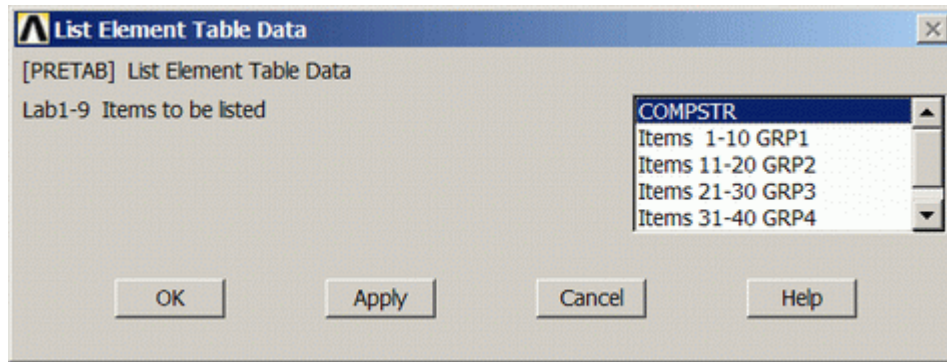 List Element Table Data
[PRETAB] List Element Table Data
Lab1-9 Items to be listed
COMPSTR
Items 1-10 GRP1
Items 11-20 GRP2
Items 21-30 GRP3
Items 31-40 GRP4
OK Apply Cancel Help